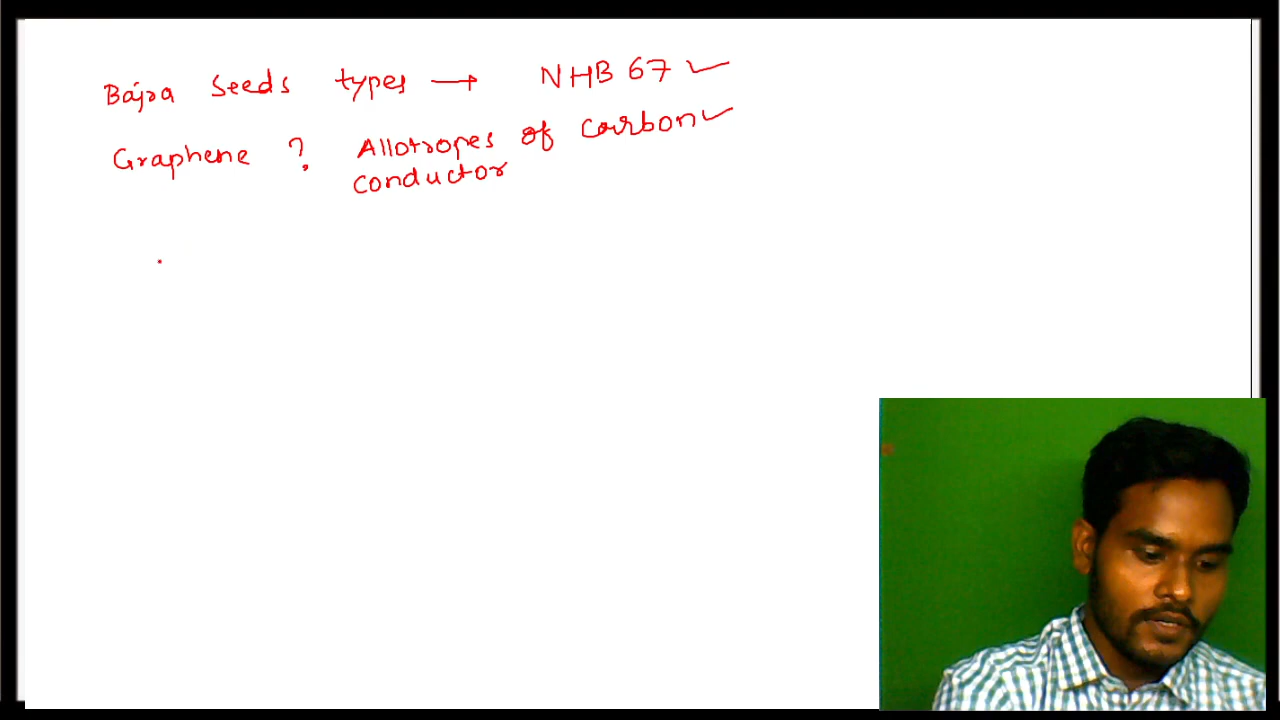 Bajra Seeds types → NHB 67 ✓
Graphene ? Allotropes of carbon ✓
conductor